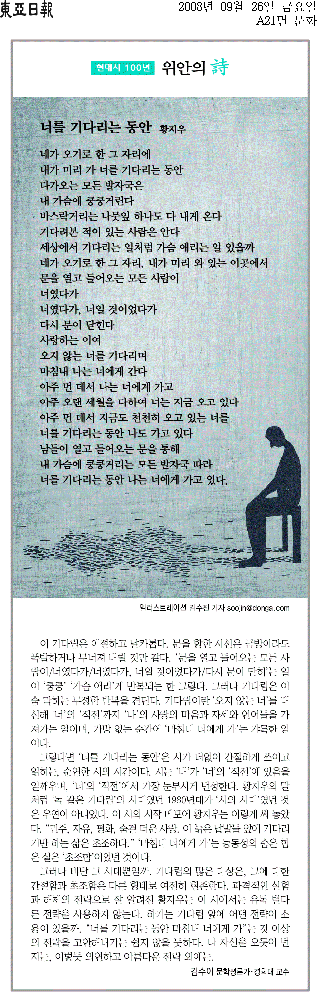 東亞日報
2008년 09월 26일 금요일
A21면 문화
현대시 100년 위안의 詩
너를 기다리는 동안 황지우
네가 오기로 한 그 자리에
내가 미리 가 너를 기다리는 동안
다가오는 모든 발자국은
내 가슴에 쿵쿵거린다
바스락거리는 나뭇잎 하나도 다 내게 온다
기다려본 적이 있는 사람은 안다
세상에서 기다리는 일처럼 가슴 애리는 일 있을까
네가 오기로 한 그 자리, 내가 미리 와 있는 이곳에서
문을 열고 들어오는 모든 사람이
너였다가
너였다가, 너일 것이었다가
다시 문이 닫힌다
사랑하는 이여
오지 않는 너를 기다리며
마침내 나는 너에게 간다
아주 먼 데서 나는 너에게 가고
아주 오랜 세월을 다하여 너는 지금 오고 있다
아주 먼 데서 지금도 천천히 오고 있는 너를
너를 기다리는 동안 나도 가고 있다
남들이 열고 들어오는 문을 통해
내 가슴에 쿵쿵거리는 모든 발자국 따라
너를 기다리는 동안 나는 너에게 가고 있다.
일러스트레이션 김수진 기자 soojin@donga.com
이 기다림은 애절하고 날카롭다. 문을 향한 시선은 금방이라도
폭발하거나 무너져 내릴 것만 같다. ‘문을 열고 들어오는 모든 사
람이/너였다가/너였다가, 너일 것이었다가/다시 문이 닫히’는 일
이 ‘쿵쿵’ ‘가슴 애리’게 반복되는 한 그렇다. 그러나 기다림은 이
숨 막히는 무정한 반복을 견딘다. 기다림이란 ‘오지 않는 너’를 대
신해 ‘너’의 ‘직전’까지 ‘나’의 사랑의 마음과 자세와 언어들을 가
져가는 일이며, 가망 없는 순간에 ‘마침내 너에게 가’는 갸륵한 일
이다.
그렇다면 ‘너를 기다리는 동안’은 시가 더없이 간절하게 쓰이고
읽히는, 순연한 시의 시간이다. 시는 ‘내’가 ‘너’의 ‘직전’에 있음을
일깨우며, ‘너’의 ‘직전’에서 가장 눈부시게 번성한다. 황지우의 말
처럼 ‘녹 같은 기다림’의 시대였던 1980년대가 ‘시의 시대’였던 것
은 우연이 아니었다. 이 시의 시작 메모에 황지우는 이렇게 써 놓았
다. “민주, 자유, 평화, 숨결 더운 사랑. 이 늙은 낱말들 앞에 기다리
기만 하는 삶은 초조하다.” ‘마침내 너에게 가’는 능동성의 숨은 힘
은 실은 ‘초조함’이었던 것이다.
그러나 비단 그 시대뿐일까. 기다림의 많은 대상은, 그에 대한
간절함과 초조함은 다른 형태로 여전히 현존한다. 파격적인 실험
과 해체의 전략으로 잘 알려진 황지우는 이 시에서는 유독 별다
른 전략을 사용하지 않는다. 하기는 기다림 앞에 어떤 전략이 소
용이 있을까. “너를 기다리는 동안 마침내 너에게 가”는 것 이상
의 전략을 고안해내기는 쉽지 않을 듯하다. 나 자신을 오롯이 던
지는, 이렇듯 의연하고 아름다운 전략 외에는.
김수이 문학평론가·경희대 교수